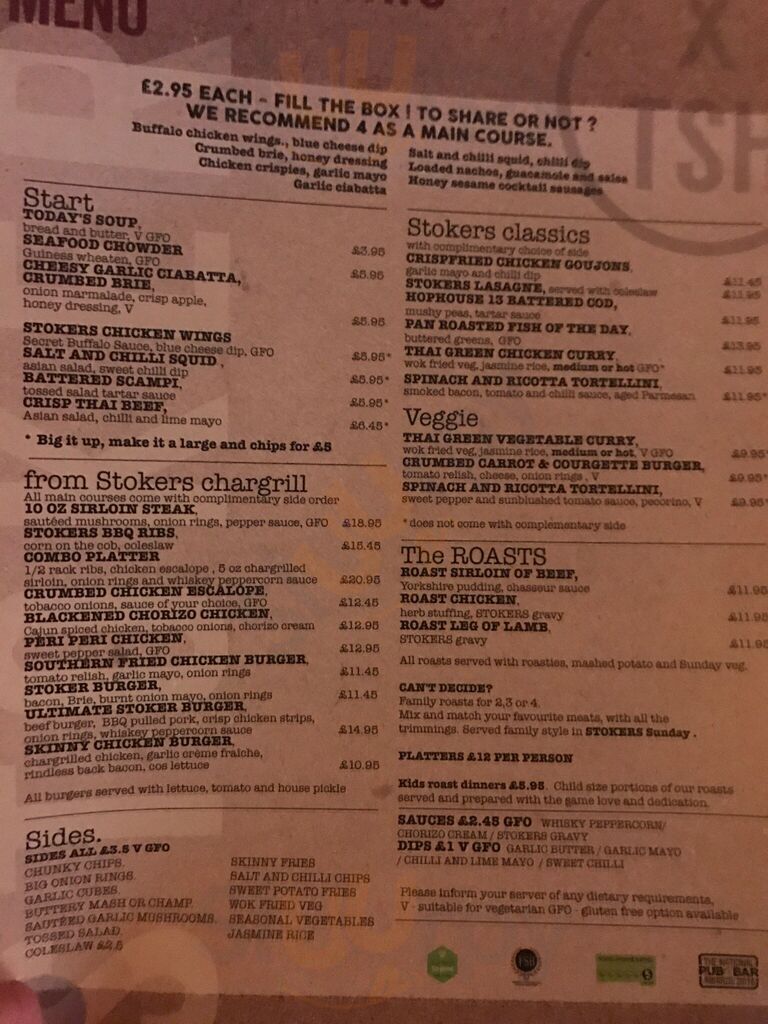 MENU
£2.95 EACH - FILL THE BOX ! TO SHARE OR NOT ?
WE RECOMMEND 4 AS A MAIN COURSE.
Buffalo chicken wings., blue cheese dip
Crumbed brie, honey dressing
Chicken crispies, garlic mayo
Garlic ciabatta
Salt and chilli squid, chilli dip
Loaded nachos, guacamole and salsa
Honey sesame cocktail sausages
X
TSH
Start
TODAY'S SOUP,
bread and butter, V GFO £3.95
SEAFOOD CHOWDER
Guiness wheaten, GFO £5.95
CHEESY GARLIC CIABATTA,
CRUMBED BRIE,
onion marmalade, crisp apple,
honey dressing, V £5.95
STOKERS CHICKEN WINGS
Secret Buffalo Sauce, blue cheese dip, GFO £5.95*
SALT AND CHILLI SQUID ,
asian salad, sweet chilli dip £5.95*
BATTERED SCAMPI,
tossed salad tartar sauce £5.95*
CRISP THAI BEEF,
Asian salad, chilli and lime mayo £6.45*
* Big it up, make it a large and chips for £5
from Stokers chargrill
All main courses come with complimentary side order
10 OZ SIRLOIN STEAK,
sautéed mushrooms, onion rings, pepper sauce, GFO £18.95
STOKERS BBQ RIBS,
corn on the cob, coleslaw £15.45
COMBO PLATTER
1/2 rack ribs, chicken escalope , 5 oz chargrilled
sirloin, onion rings and whiskey peppercorn sauce £20.95
CRUMBED CHICKEN ESCALOPE,
tobacco onions, sauce of your choice, GFO £12.45
BLACKENED CHORIZO CHICKEN,
Cajun spiced chicken, tobacco onions, chorizo cream £12.95
PERI PERI CHICKEN,
sweet pepper salad, GFO £12.95
SOUTHERN FRIED CHICKEN BURGER,
tomato relish, garlic mayo, onion rings £11.45
STOKER BURGER,
bacon, Brie, burnt onion mayo, onion rings £11.45
ULTIMATE STOKER BURGER,
beef burger, BBQ pulled pork, crisp chicken strips,
onion rings, whiskey peppercorn sauce £14.95
SKINNY CHICKEN BURGER,
chargrilled chicken, garlic crème fraîche,
rindless back bacon, cos lettuce £10.95
All burgers served with lettuce, tomato and house pickle
Sides.
SIDES ALL £3.5 V GFO
CHUNKY CHIPS.
BIG ONION RINGS.
GARLIC CUBES.
BUTTERY MASH OR CHAMP.
SAUTÉED GARLIC MUSHROOMS.
TOSSED SALAD.
COLESLAW £2.5
SKINNY FRIES
SALT AND CHILLI CHIPS
SWEET POTATO FRIES
WOK FRIED VEG
SEASONAL VEGETABLES
JASMINE RICE
Stokers classics
with complimentary choice of side
CRISPFRIED CHICKEN GOUJONS,
garlic mayo and chilli dip £11.45
STOKERS LASAGNE, served with coleslaw £11.95
HOPHOUSE 13 BATTERED COD,
mushy peas, tartar sauce £11.95
PAN ROASTED FISH OF THE DAY,
buttered greens, GFO £13.95
THAI GREEN CHICKEN CURRY,
wok fried veg, jasmine rice, medium or hot GFO* £11.95
SPINACH AND RICOTTA TORTELLINI,
smoked bacon, tomato and chilli sauce, aged Parmesan £11.95*
Veggie
THAI GREEN VEGETABLE CURRY,
wok fried veg, jasmine rice, medium or hot, V GFO £9.95*
CRUMBED CARROT & COURGETTE BURGER,
tomato relish, cheese, onion rings , V £9.95*
SPINACH AND RICOTTA TORTELLINI,
sweet pepper and sunblushed tomato sauce, pecorino, V £9.95*
* does not come with complementary side
The ROASTS
ROAST SIRLOIN OF BEEF,
Yorkshire pudding, chasseur sauce £11.95
ROAST CHICKEN,
herb stuffing, STOKERS gravy £11.95
ROAST LEG OF LAMB,
STOKERS gravy £11.95
All roasts served with roasties, mashed potato and Sunday veg.
CAN'T DECIDE?
Family roasts for 2,3 or 4.
Mix and match your favourite meats, with all the
trimmings. Served family style in STOKERS Sunday .
PLATTERS £12 PER PERSON
Kids roast dinners £5.95. Child size portions of our roasts
served and prepared with the same love and dedication.
SAUCES £2.45 GFO WHISKY PEPPERCORN/
CHORIZO CREAM / STOKERS GRAVY
DIPS £1 V GFO GARLIC BUTTER / GARLIC MAYO
/ CHILLI AND LIME MAYO / SWEET CHILLI
Please inform your server of any dietary requirements,
V - suitable for vegetarian GFO - gluten free option available
THE NATIONAL
PUB & BAR
AWARDS 2018